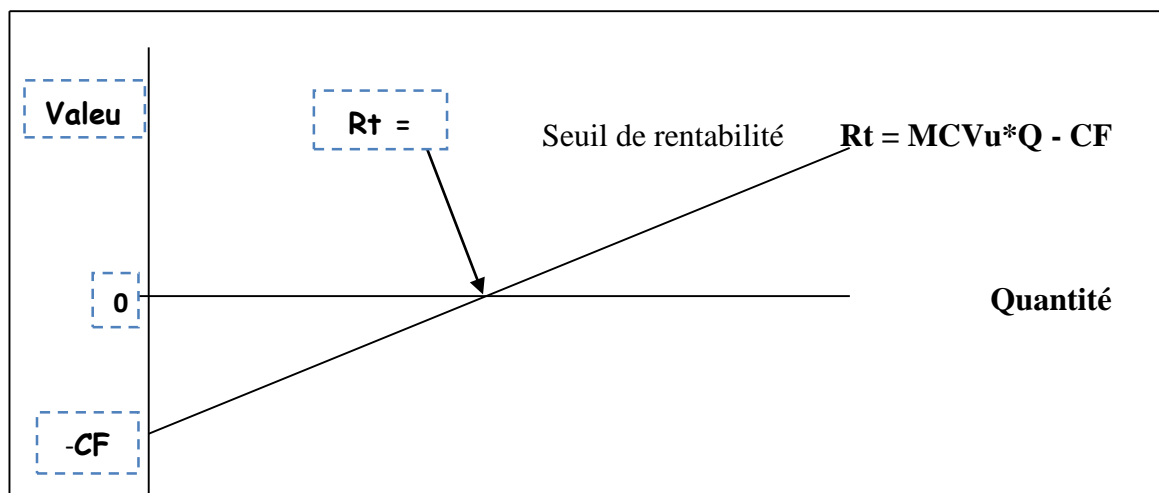 Valeu
Rt =
Seuil de rentabilité
Rt = MCVu*Q - CF
0
Quantité
-CF